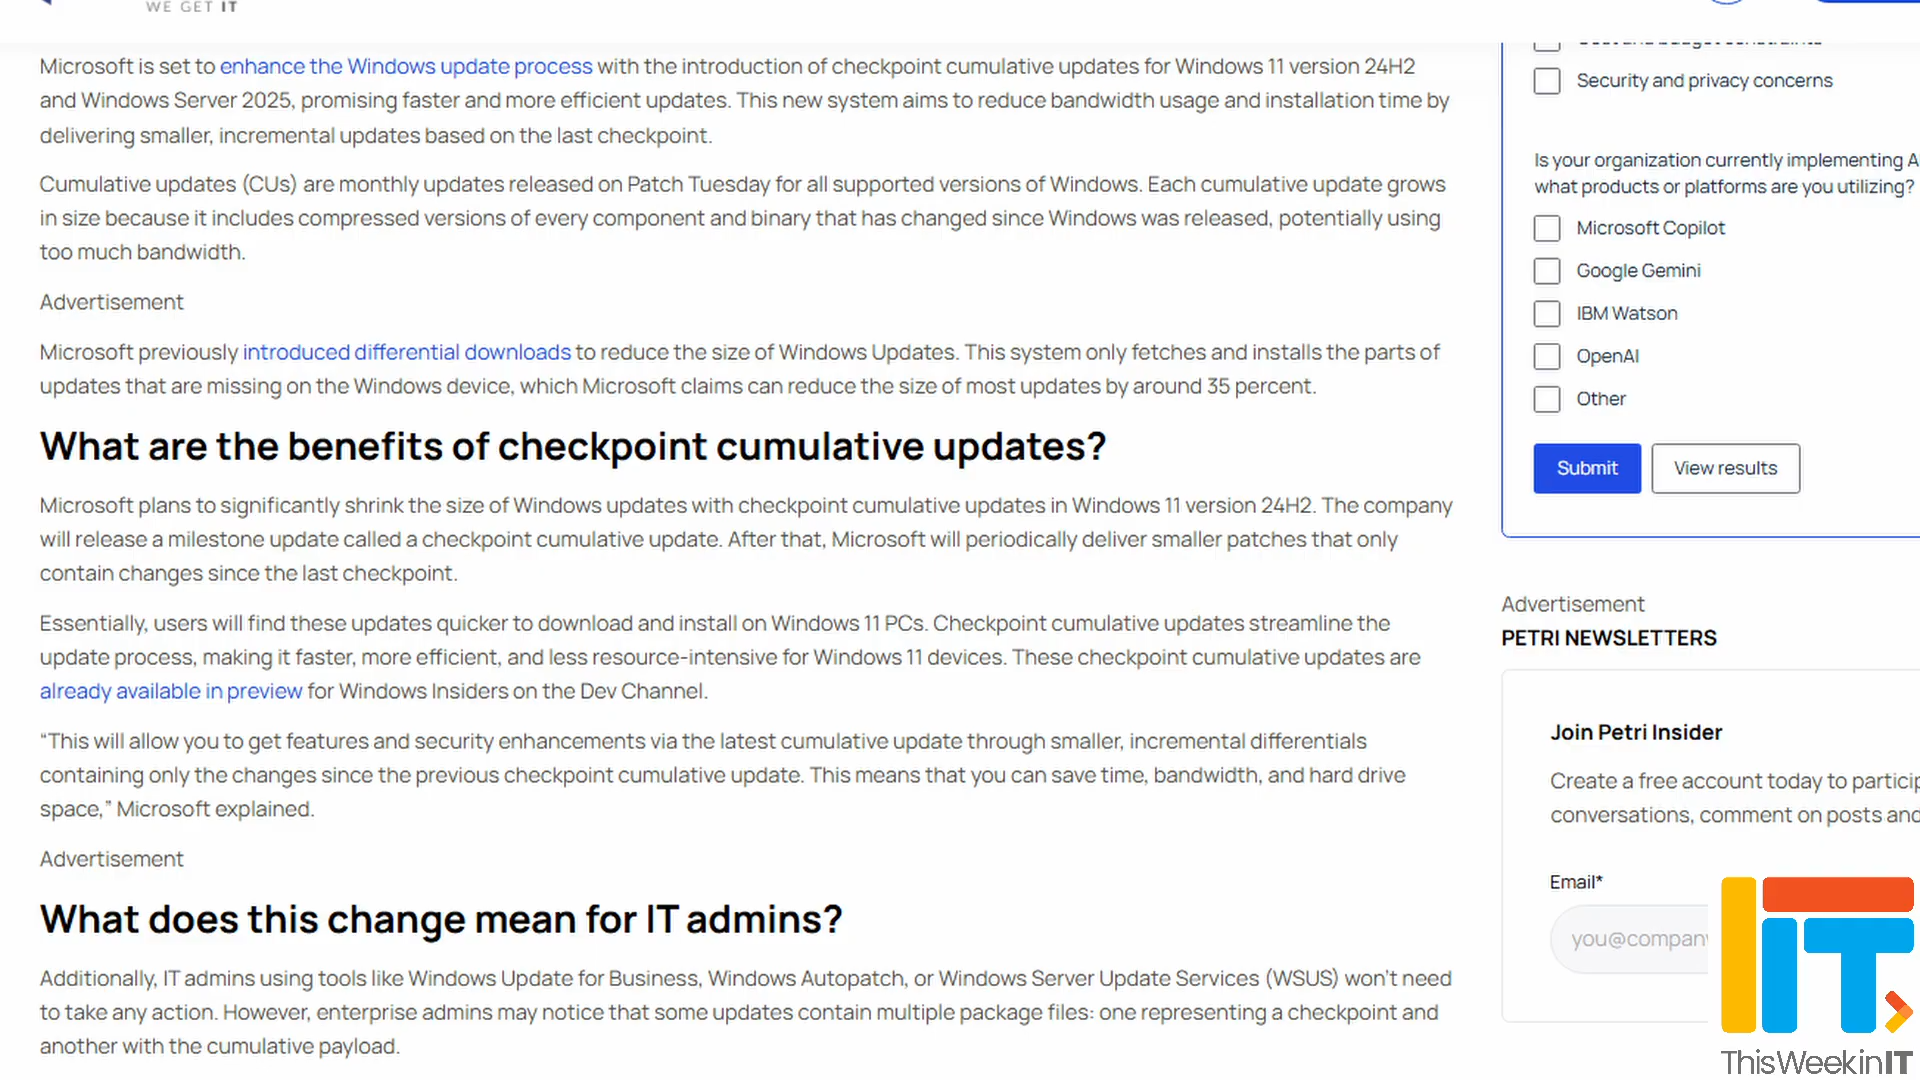 WE GET IT
Microsoft is set to enhance the Windows update process with the introduction of checkpoint cumulative updates for Windows 11 version 24H2
and Windows Server 2025, promising faster and more efficient updates. This new system aims to reduce bandwidth usage and installation time by
delivering smaller, incremental updates based on the last checkpoint.
Cumulative updates (CUs) are monthly updates released on Patch Tuesday for all supported versions of Windows. Each cumulative update grows
in size because it includes compressed versions of every component and binary that has changed since Windows was released, potentially using
too much bandwidth.
Advertisement
Microsoft previously introduced differential downloads to reduce the size of Windows Updates. This system only fetches and installs the parts of
updates that are missing on the Windows device, which Microsoft claims can reduce the size of most updates by around 35 percent.
What are the benefits of checkpoint cumulative updates?
Microsoft plans to significantly shrink the size of Windows updates with checkpoint cumulative updates in Windows 11 version 24H2. The company
will release a milestone update called a checkpoint cumulative update. After that, Microsoft will periodically deliver smaller patches that only
contain changes since the last checkpoint.
Essentially, users will find these updates quicker to download and install on Windows 11 PCs. Checkpoint cumulative updates streamline the
update process, making it faster, more efficient, and less resource-intensive for Windows 11 devices. These checkpoint cumulative updates are
already available in preview for Windows Insiders on the Dev Channel.
“This will allow you to get features and security enhancements via the latest cumulative update through smaller, incremental differentials
containing only the changes since the previous checkpoint cumulative update. This means that you can save time, bandwidth, and hard drive
space,” Microsoft explained.
Advertisement
What does this change mean for IT admins?
Additionally, IT admins using tools like Windows Update for Business, Windows Autopatch, or Windows Server Update Services (WSUS) won't need
to take any action. However, enterprise admins may notice that some updates contain multiple package files: one representing a checkpoint and
another with the cumulative payload.
Security and privacy concerns
Is your organization currently implementing AI
what products or platforms are you utilizing?
Microsoft Copilot
Google Gemini
IBM Watson
OpenAI
Other
Submit
View results
Advertisement
PETRI NEWSLETTERS
Join Petri Insider
Create a free account today to particip
conversations, comment on posts and
Email*
you@company
IT
ThisWeekinIT